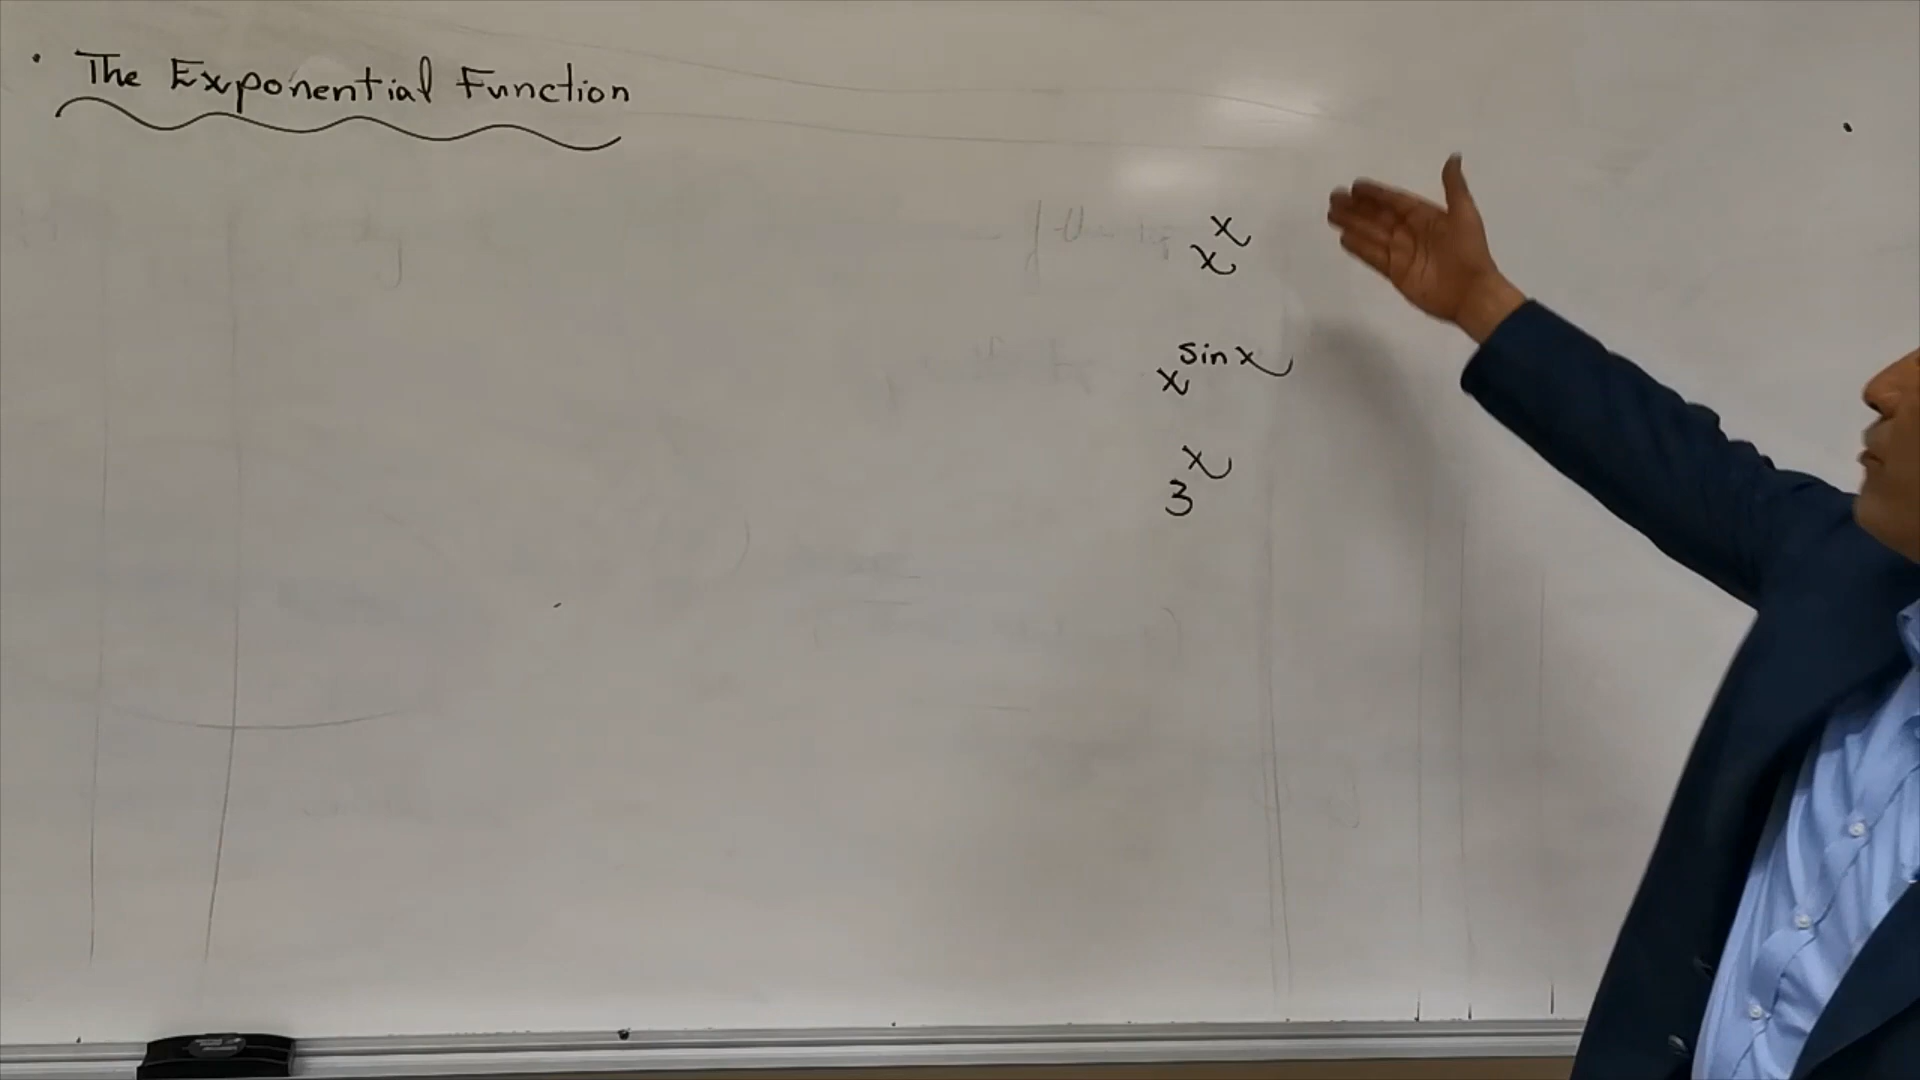 · The Exponential Function
x^x
x^sin x
3^x